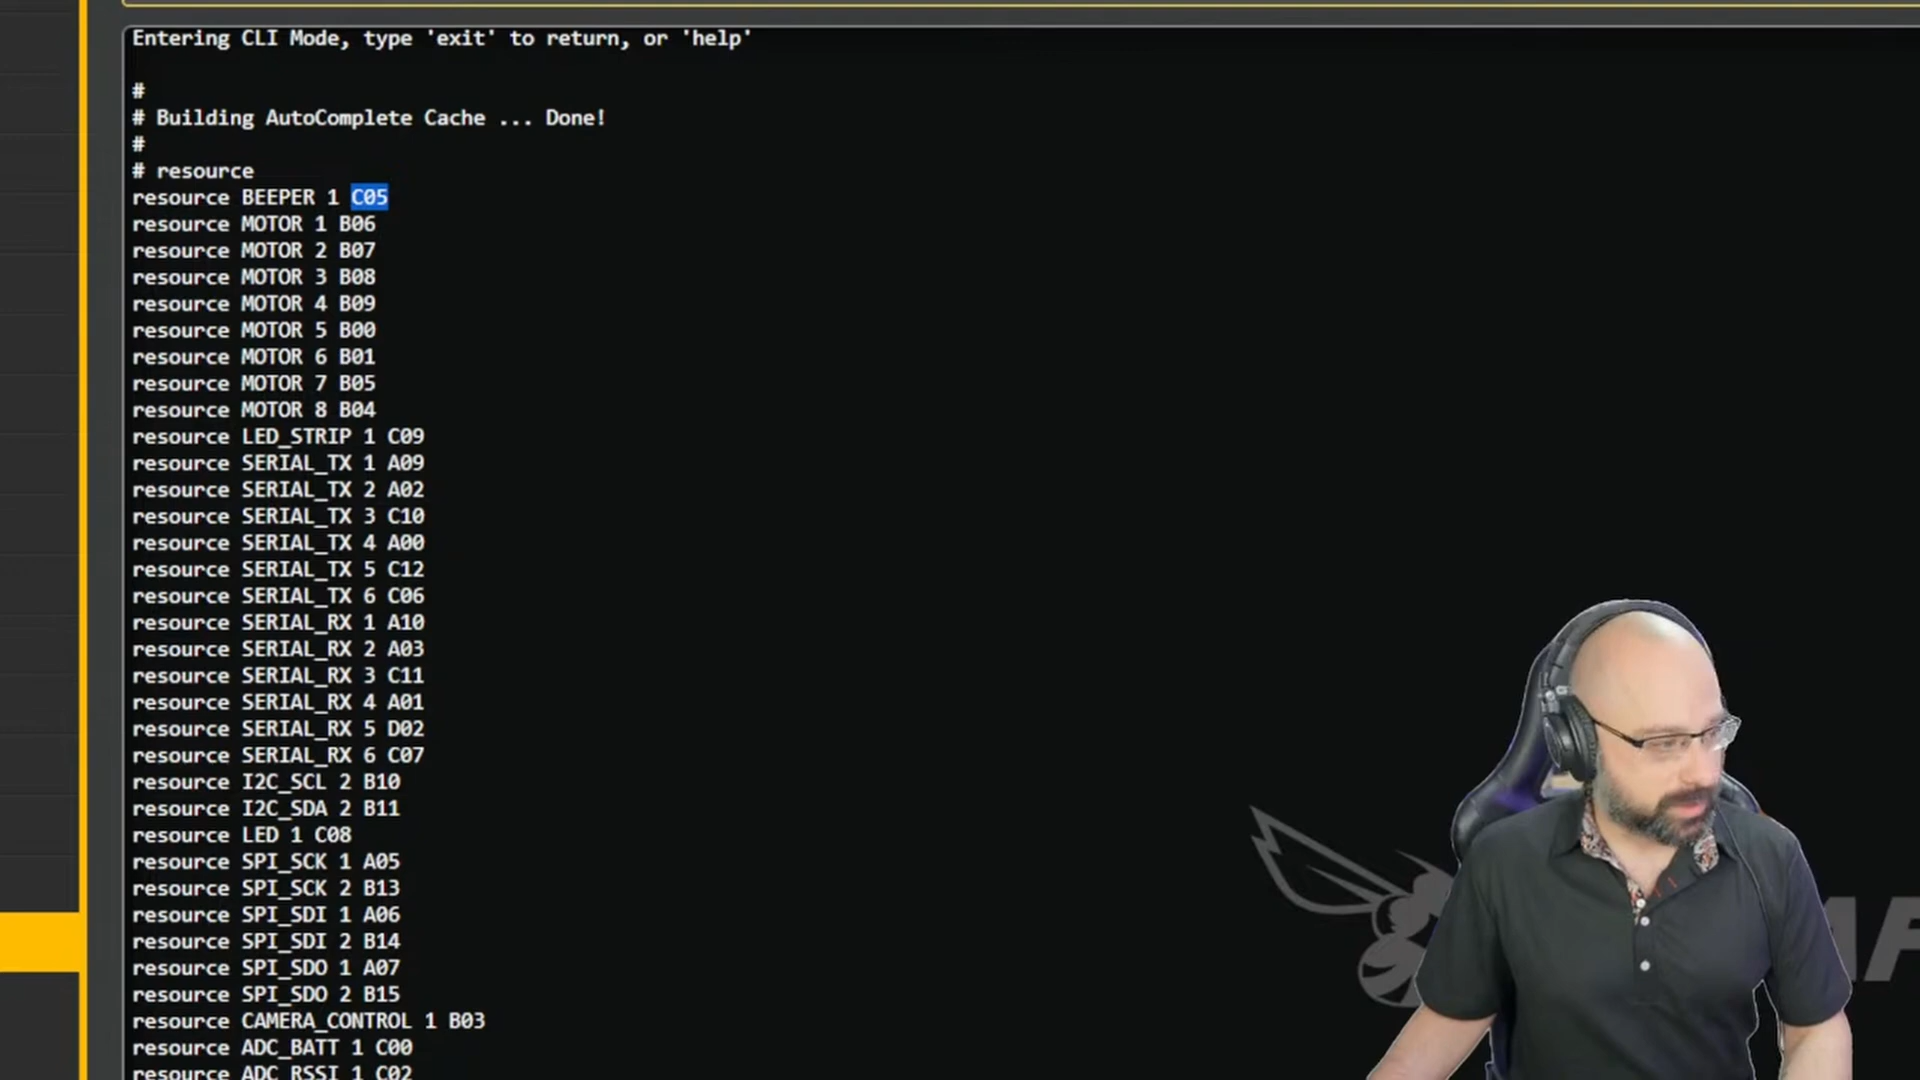 Entering CLI Mode, type 'exit' to return, or 'help'
#
# Building AutoComplete Cache ... Done!
#
# resource
resource BEEPER 1 C05
resource MOTOR 1 B06
resource MOTOR 2 B07
resource MOTOR 3 B08
resource MOTOR 4 B09
resource MOTOR 5 B00
resource MOTOR 6 B01
resource MOTOR 7 B05
resource MOTOR 8 B04
resource LED_STRIP 1 C09
resource SERIAL_TX 1 A09
resource SERIAL_TX 2 A02
resource SERIAL_TX 3 C10
resource SERIAL_TX 4 A00
resource SERIAL_TX 5 C12
resource SERIAL_TX 6 C06
resource SERIAL_RX 1 A10
resource SERIAL_RX 2 A03
resource SERIAL_RX 3 C11
resource SERIAL_RX 4 A01
resource SERIAL_RX 5 D02
resource SERIAL_RX 6 C07
resource I2C_SCL 2 B10
resource I2C_SDA 2 B11
resource LED 1 C08
resource SPI_SCK 1 A05
resource SPI_SCK 2 B13
resource SPI_SDI 1 A06
resource SPI_SDI 2 B14
resource SPI_SDO 1 A07
resource SPI_SDO 2 B15
resource CAMERA_CONTROL 1 B03
resource ADC_BATT 1 C00
resource ADC_RSSI 1 C02